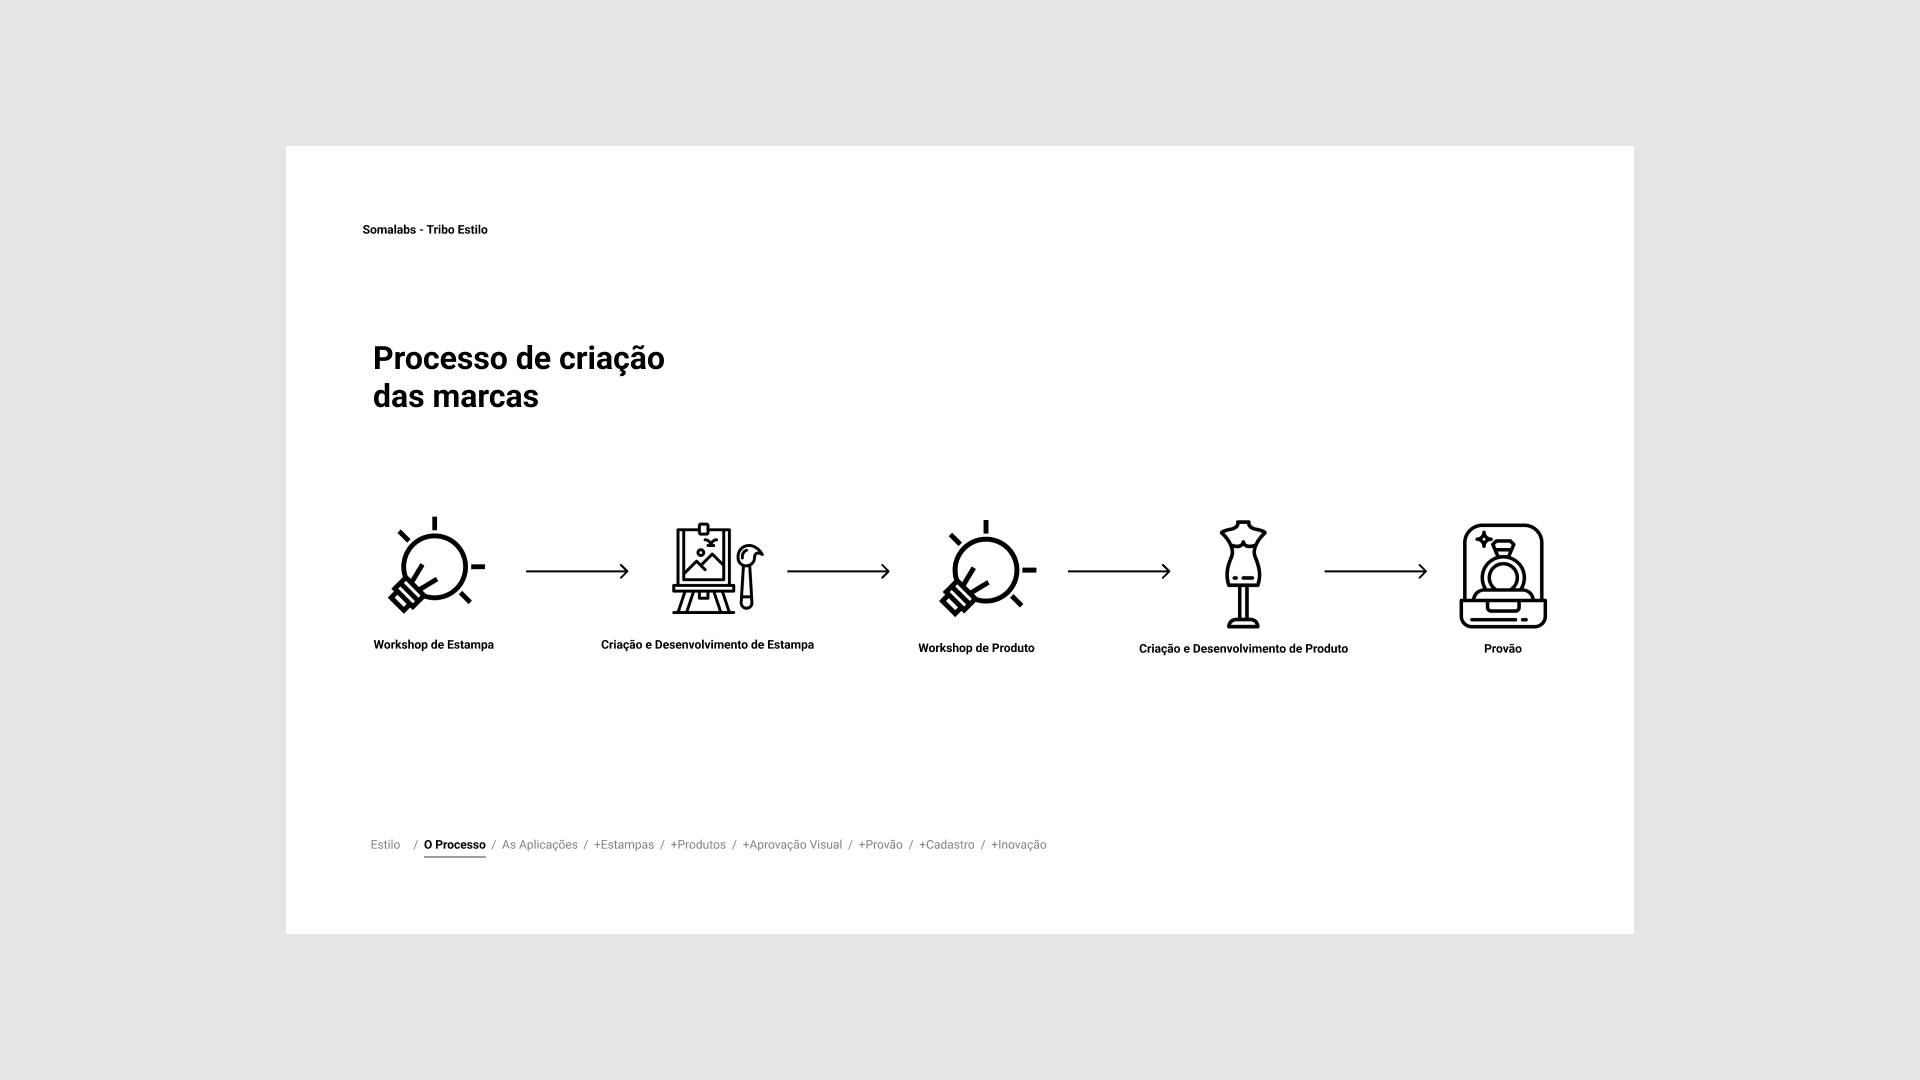 Somalabs - Tribo Estilo
Processo de criação
das marcas
Workshop de Estampa
Criação e Desenvolvimento de Estampa
Workshop de Produto
Criação e Desenvolvimento de Produto
Provão
Estilo / O Processo / As Aplicações / +Estampas / +Produtos / +Aprovação Visual / +Provão / +Cadastro / +Inovação